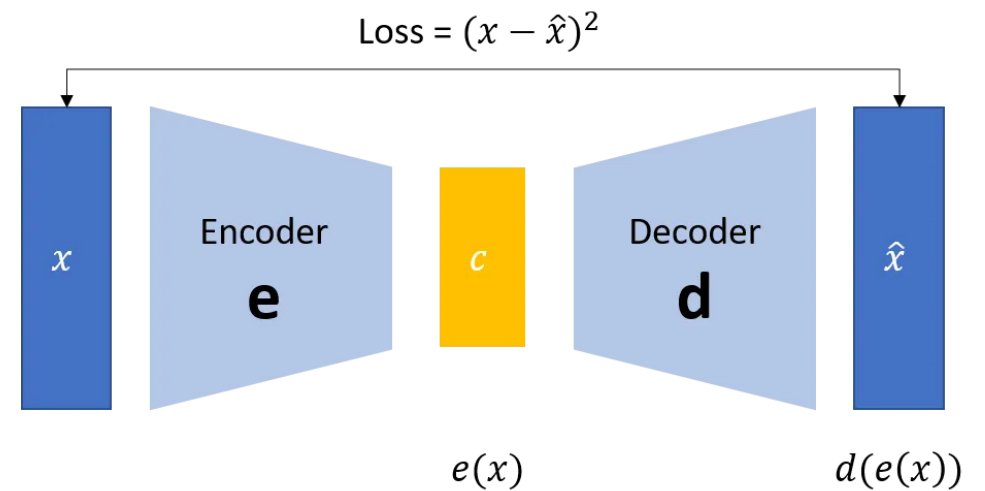 Loss = (x − x̂)²
x
Encoder
e
c
Decoder
d
x̂
e(x)
d(e(x))